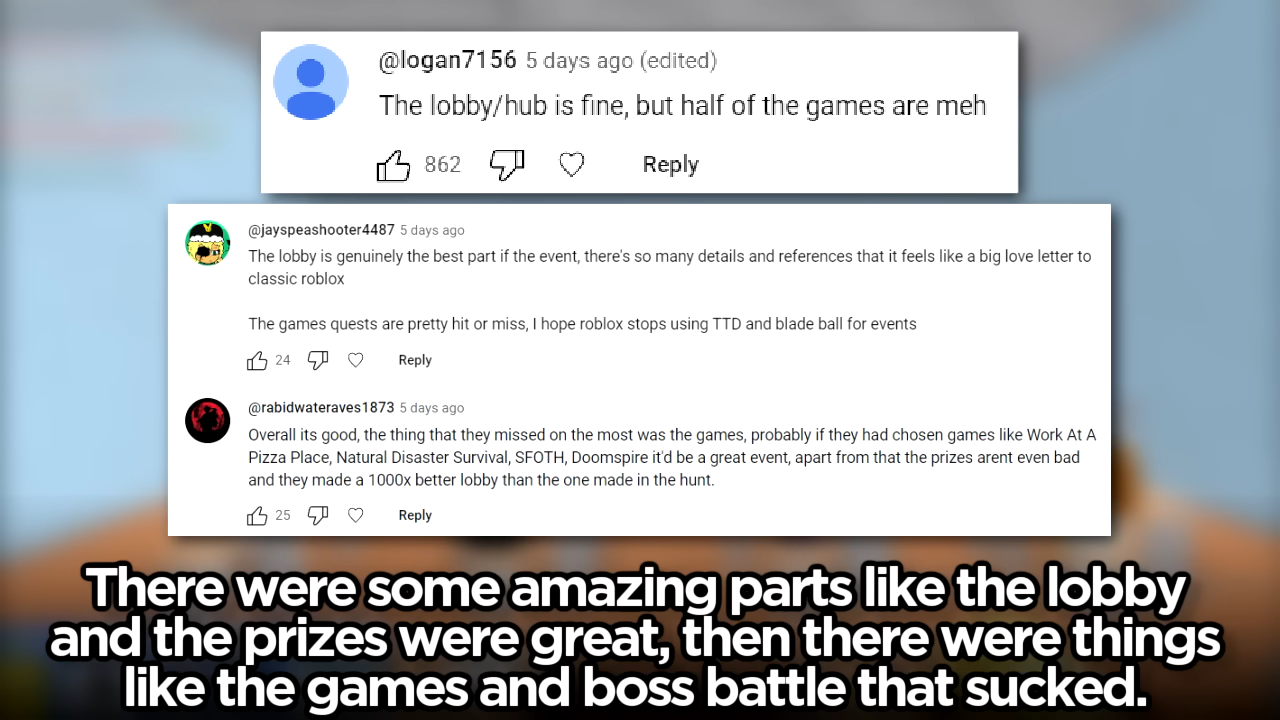 @logan7156 5 days ago (edited)
The lobby/hub is fine, but half of the games are meh
862 Reply
@jayspeashooter4487 5 days ago
The lobby is genuinely the best part if the event, there's so many details and references that it feels like a big love letter to
classic roblox
The games quests are pretty hit or miss, I hope roblox stops using TTD and blade ball for events
24 Reply
@rabidwateraves1873 5 days ago
Overall its good, the thing that they missed on the most was the games, probably if they had chosen games like Work At A
Pizza Place, Natural Disaster Survival, SFOTH, Doomspire it'd be a great event, apart from that the prizes arent even bad
and they made a 1000x better lobby than the one made in the hunt.
25 Reply
There were some amazing parts like the lobby
and the prizes were great, then there were things
like the games and boss battle that sucked.